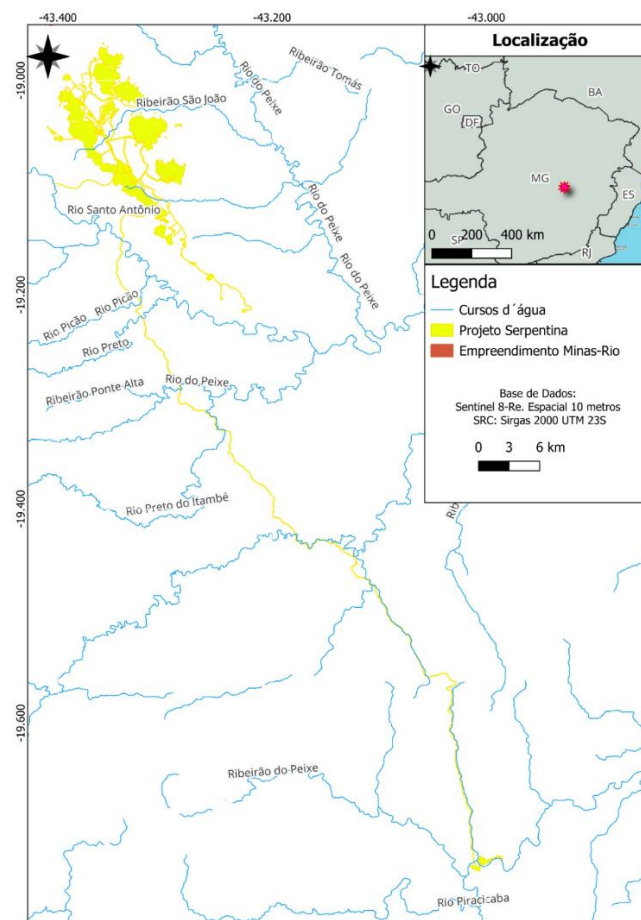 -43.400
-43.200
-43.000
-19.000
-19.200
-19.400
-19.600
Ribeirão Tomás
Rio do Peixe
Ribeirão São João
Rio do Peixe
Rio Santo Antônio
Rio do Peixe
Rio Picão
Rio Picão
Rio Preto
Ribeirão Ponte Alta
Rio do Peixe
Rio Preto do Itambé
Ribeirão do Peixe
Rio Piracicaba
Localização
TO
BA
GO
DF
MG
ES
SP
RJ
0 200 400 km
Legenda
Cursos d´água
Projeto Serpentina
Empreendimento Minas-Rio
Base de Dados:
Sentinel 8-Re. Espacial 10 metros
SRC: Sirgas 2000 UTM 23S
0 3 6 km